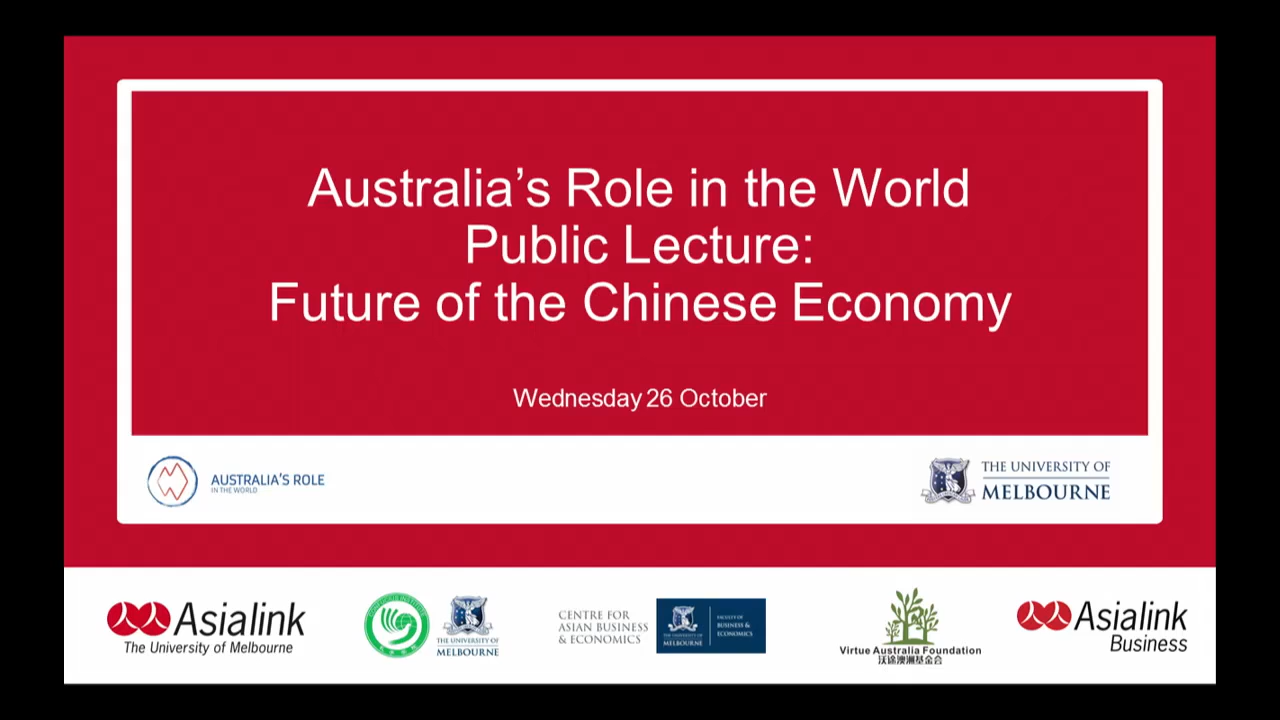 Australia’s Role in the World
Public Lecture:
Future of the Chinese Economy
Wednesday 26 October
AUSTRALIA’S ROLE
IN THE WORLD
THE UNIVERSITY OF
MELBOURNE
Asialink
The University of Melbourne
THE UNIVERSITY OF
MELBOURNE
CENTRE FOR
ASIAN BUSINESS
& ECONOMICS
THE UNIVERSITY OF
MELBOURNE
FACULTY OF
BUSINESS &
ECONOMICS
Virtue Australia Foundation
沃途澳洲基金会
Asialink
Business